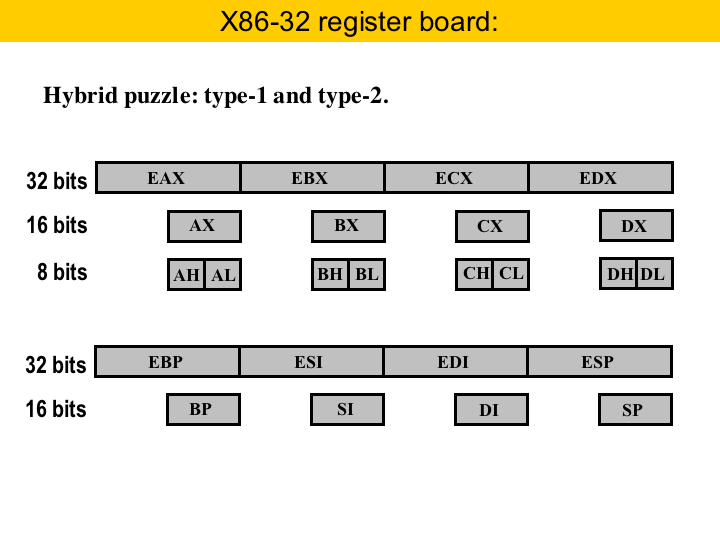 X86-32 register board:
Hybrid puzzle: type-1 and type-2.
32 bits EAX EBX ECX EDX
16 bits AX BX CX DX
8 bits AH AL BH BL CH CL DH DL
32 bits EBP ESI EDI ESP
16 bits BP SI DI SP